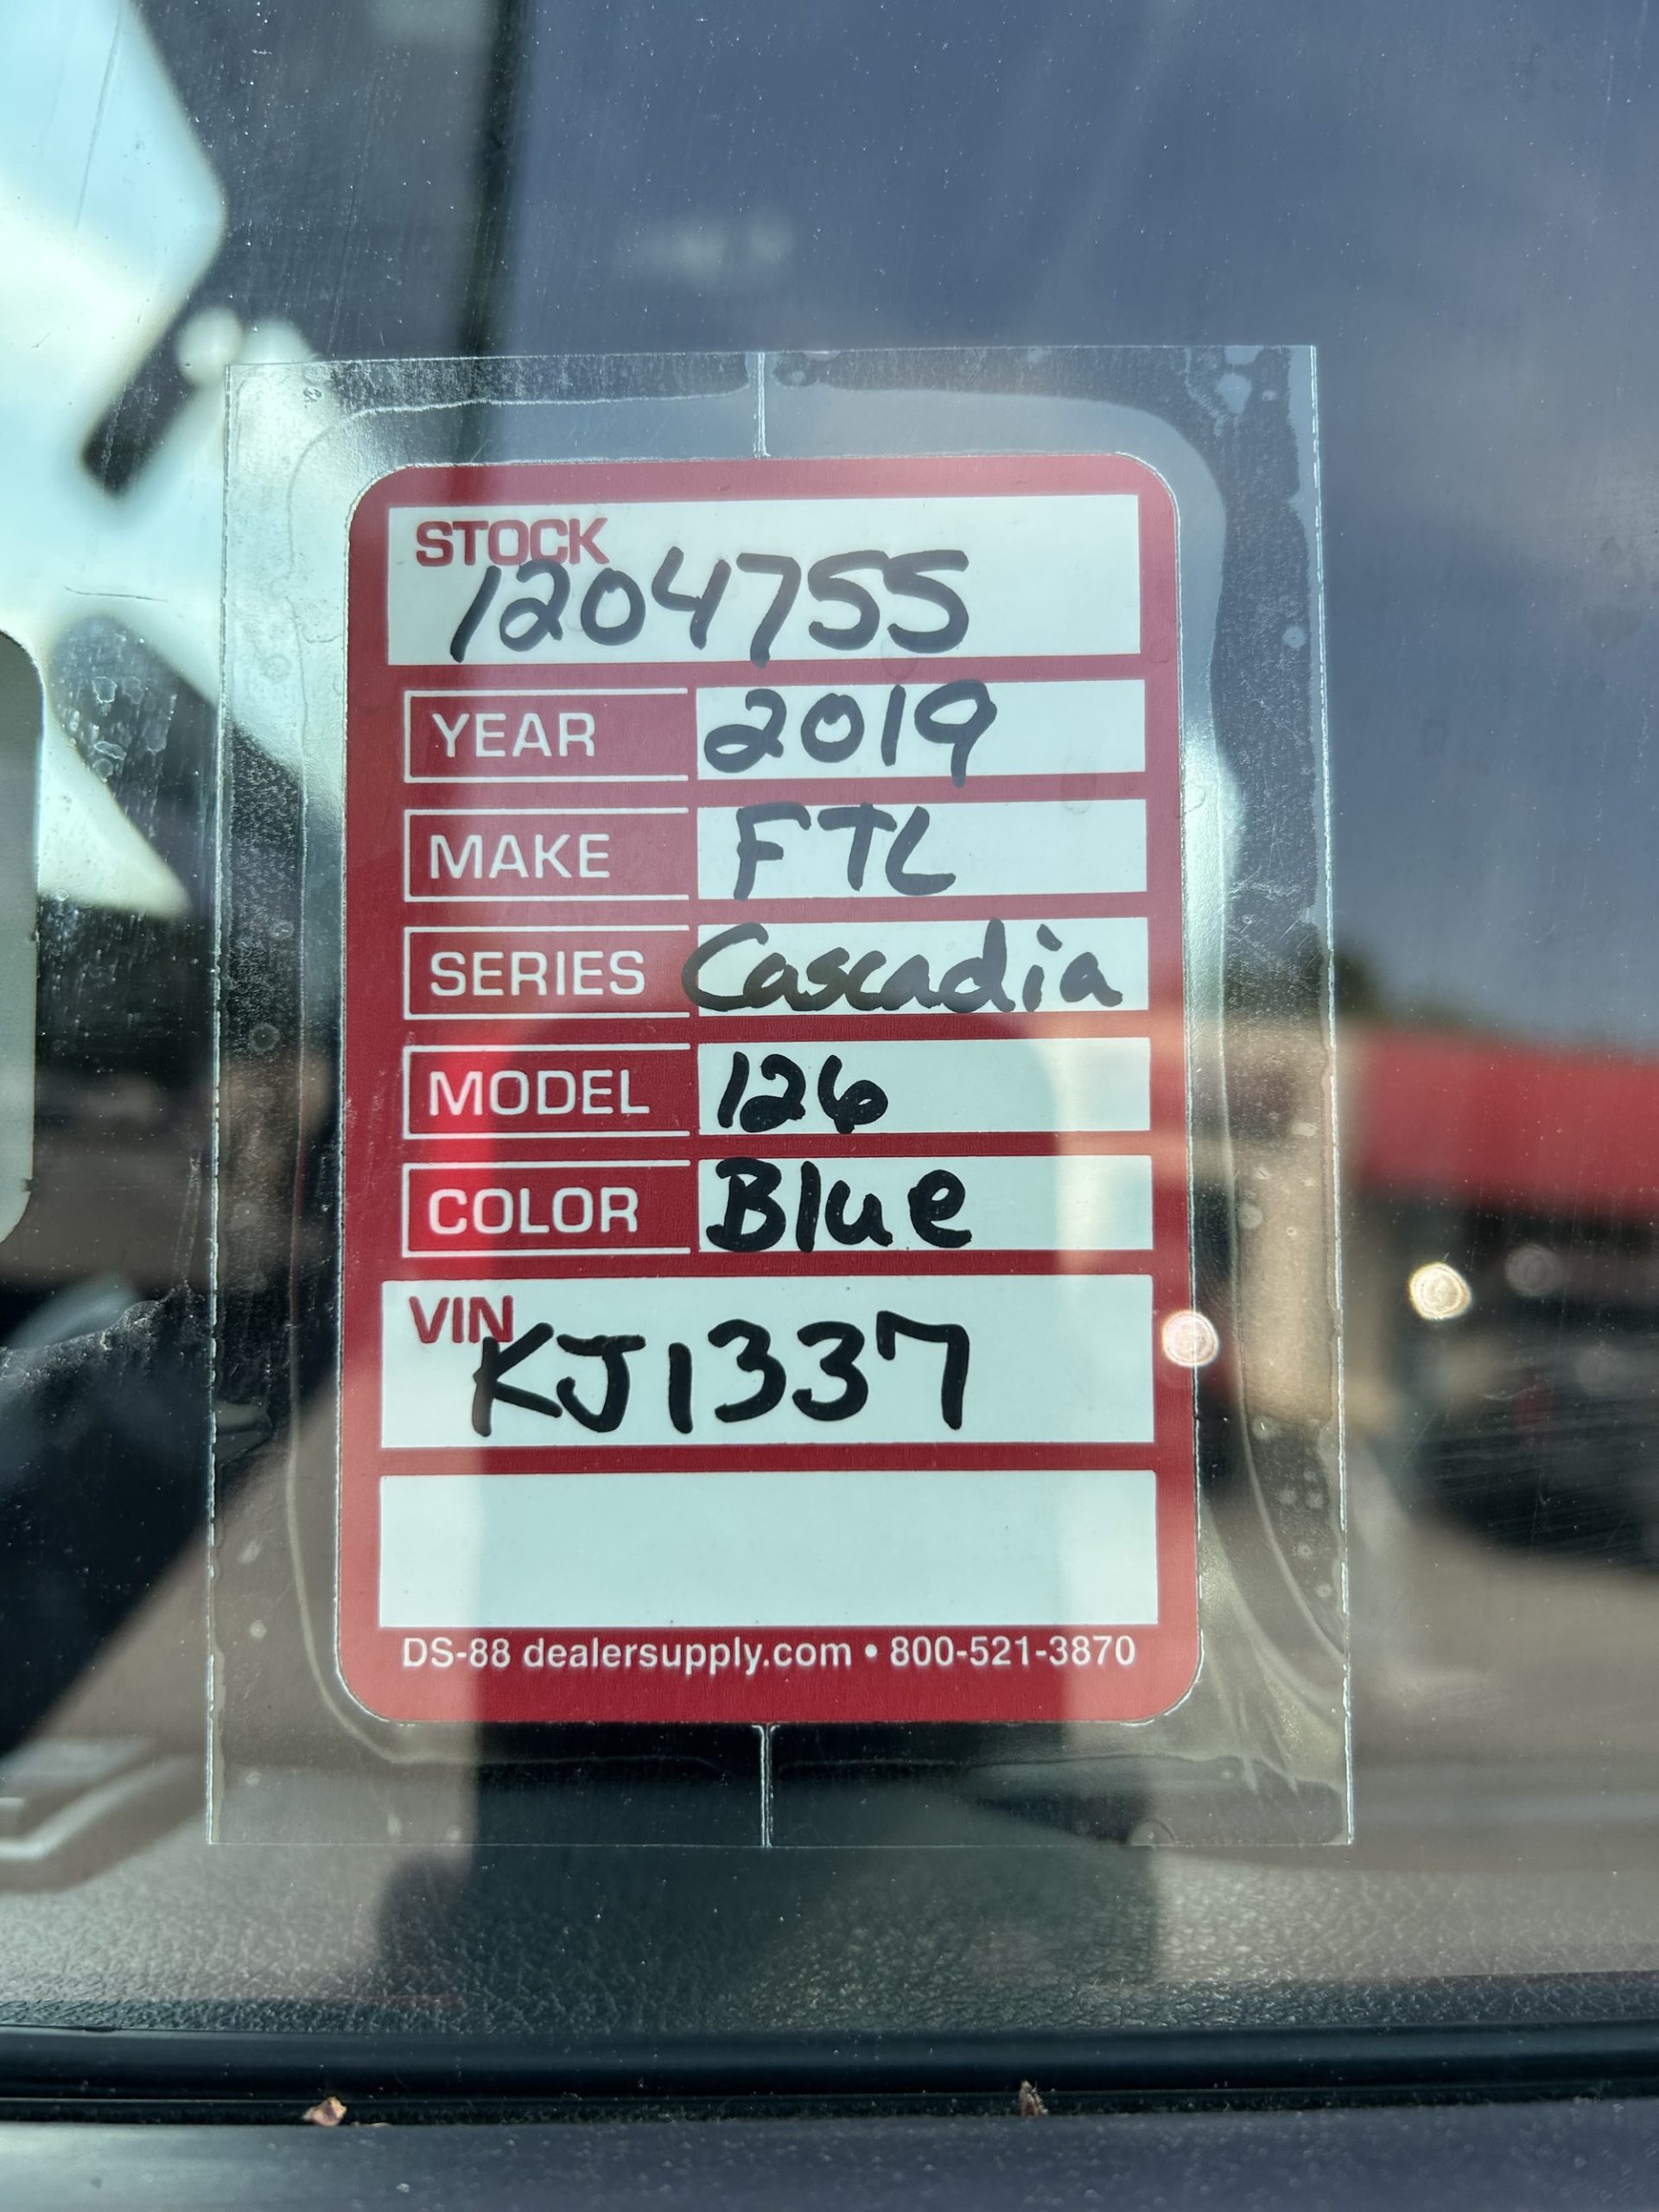 STOCK
1204755
YEAR 2019
MAKE FTL
SERIES Cascadia
MODEL 126
COLOR Blue
VIN
KJ1337
DS-88 dealersupply.com • 800-521-3870